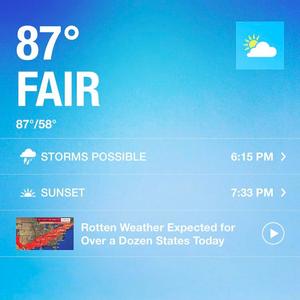 87°
FAIR
87°/58°
STORMS POSSIBLE 6:15 PM
SUNSET 7:33 PM
Rotten Weather Expected for
Over a Dozen States Today